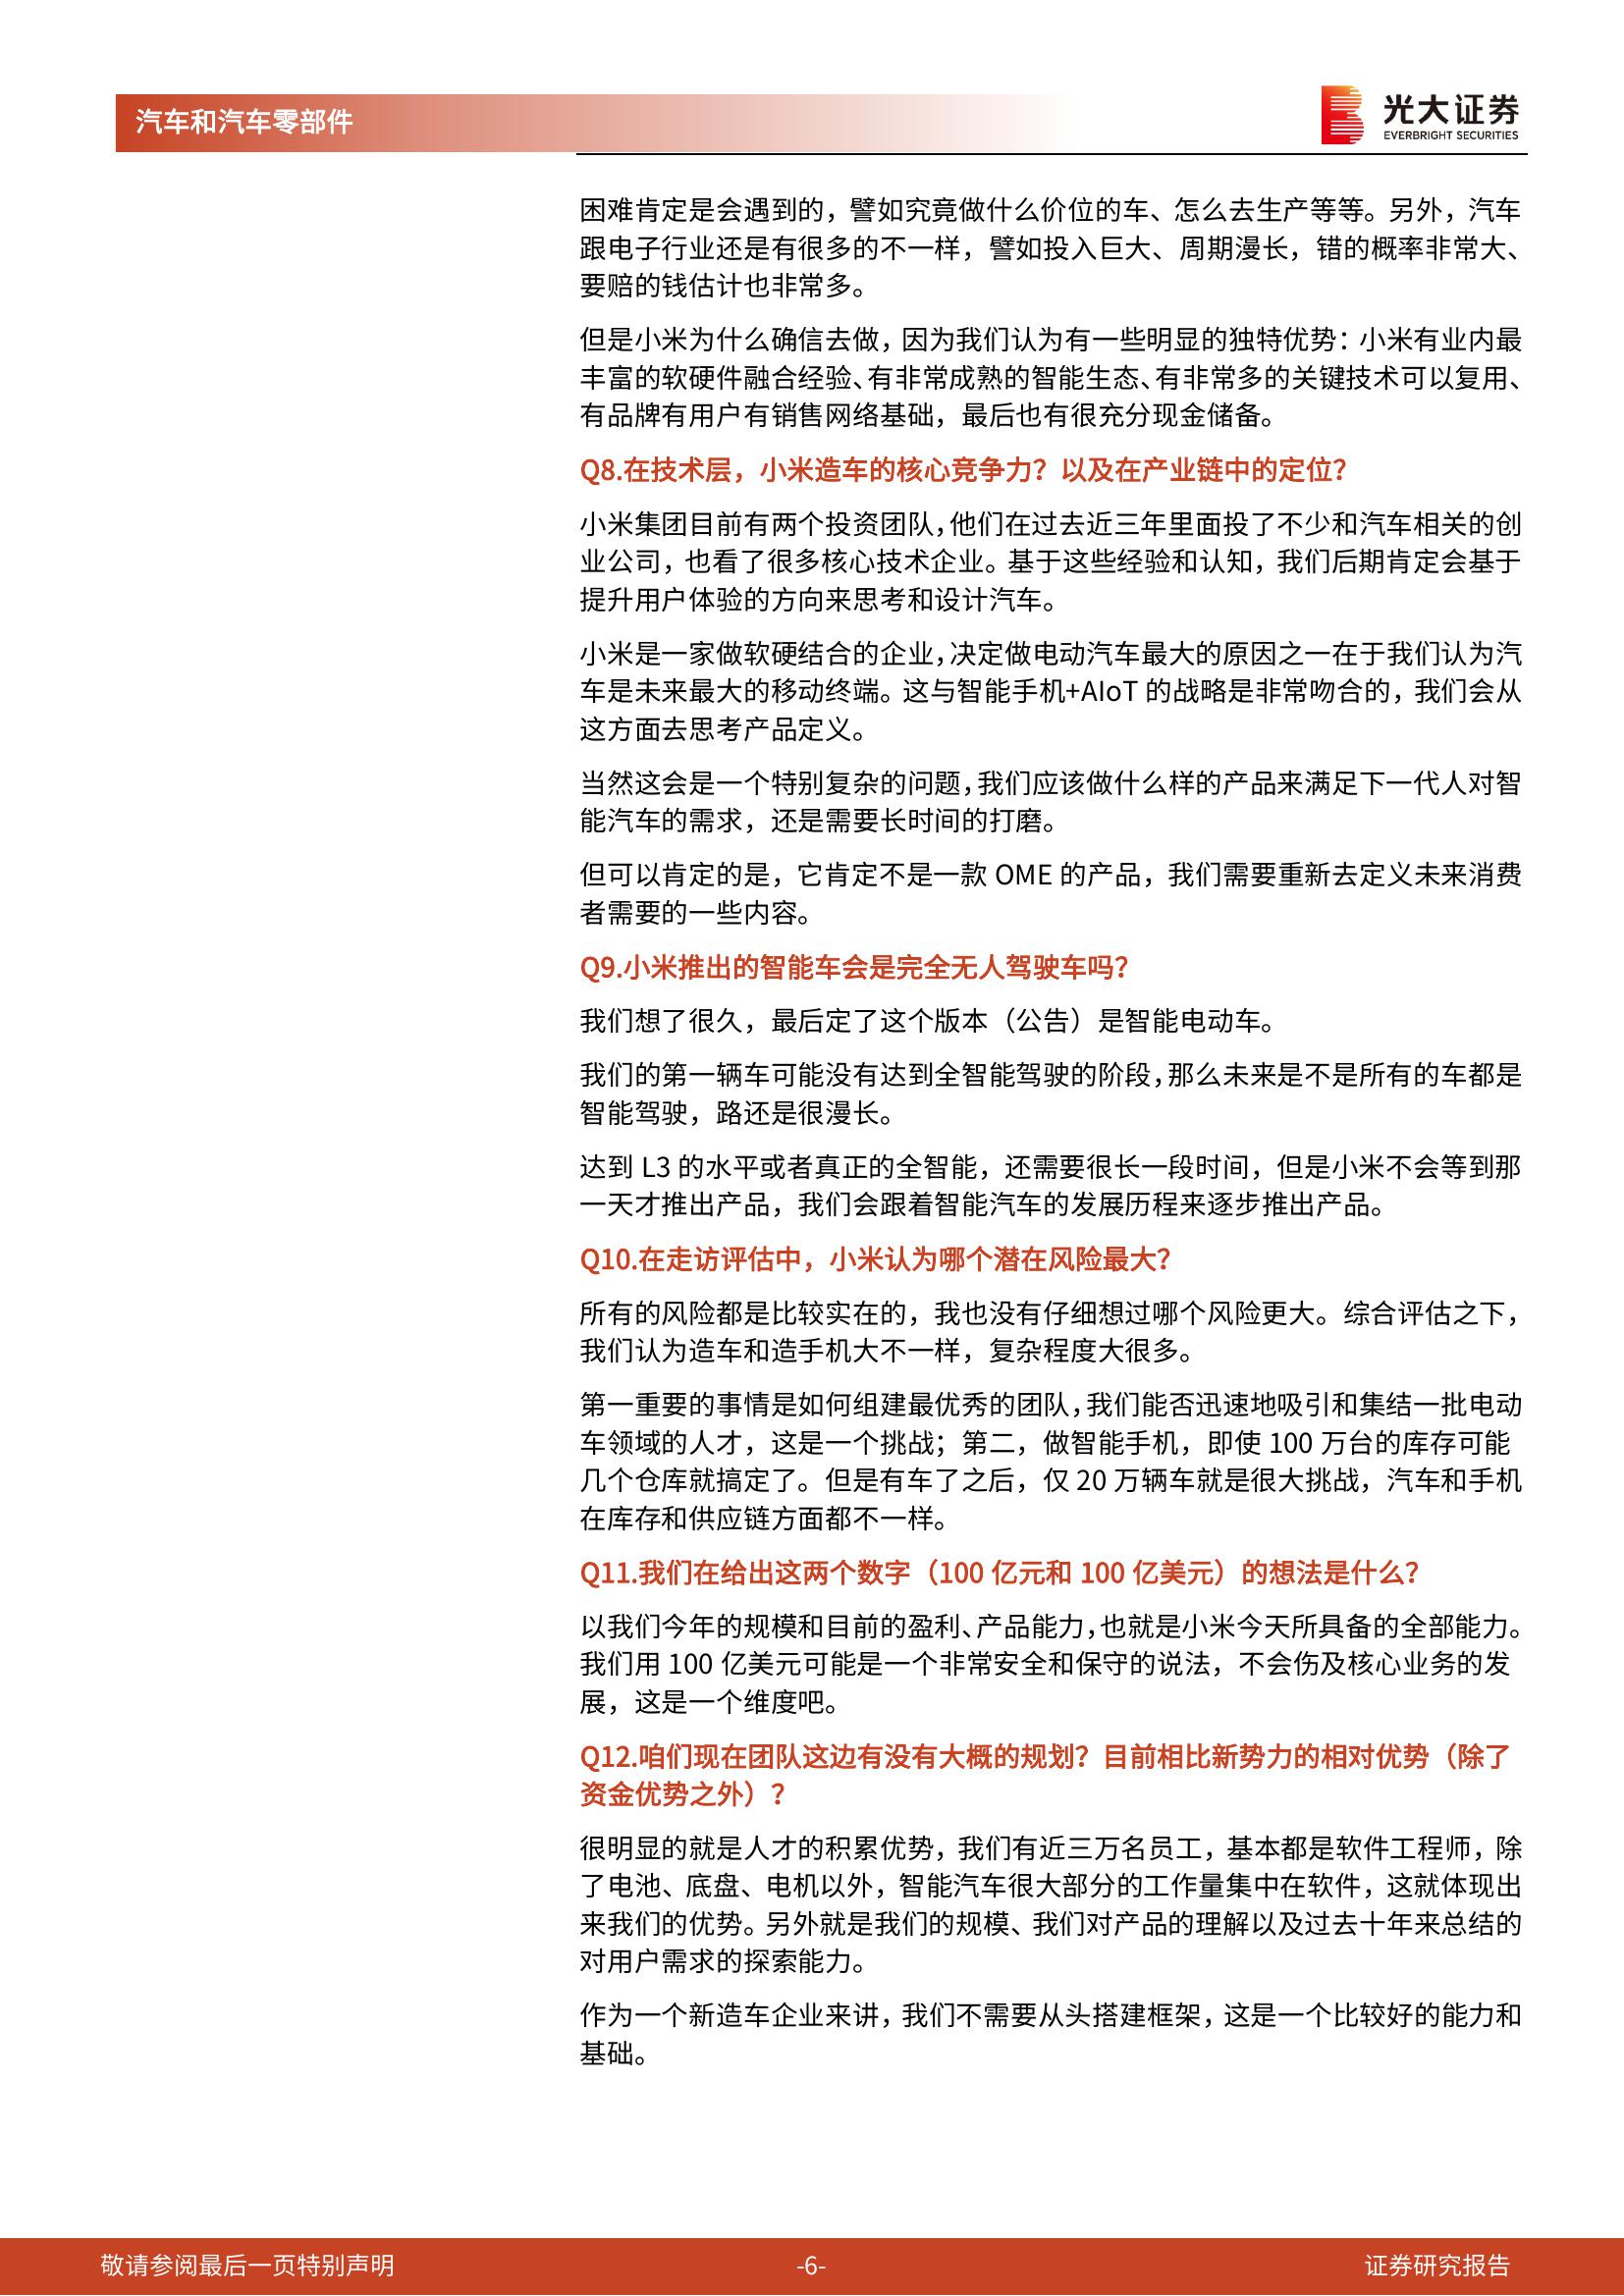 汽车和汽车零部件
光大证券
EVERBRIGHT SECURITIES
困难肯定是会遇到的，譬如究竟做什么价位的车、怎么去生产等等。另外，汽车
跟电子行业还是有很多的不一样，譬如投入巨大、周期漫长，错的概率非常大、
要赔的钱估计也非常多。
但是小米为什么确信去做，因为我们认为有一些明显的独特优势：小米有业内最
丰富的软硬件融合经验、有非常成熟的智能生态、有非常多的关键技术可以复用、
有品牌有用户有销售网络基础，最后也有很充分现金储备。
Q8.在技术层，小米造车的核心竞争力？以及在产业链中的定位？
小米集团目前有两个投资团队，他们在过去近三年里面投了不少和汽车相关的创
业公司，也看了很多核心技术企业。基于这些经验和认知，我们后期肯定会基于
提升用户体验的方向来思考和设计汽车。
小米是一家做软硬结合的企业，决定做电动汽车最大的原因之一在于我们认为汽
车是未来最大的移动终端。这与智能手机+AIoT 的战略是非常吻合的，我们会从
这方面去思考产品定义。
当然这会是一个特别复杂的问题，我们应该做什么样的产品来满足下一代人对智
能汽车的需求，还是需要长时间的打磨。
但可以肯定的是，它肯定不是一款 OME 的产品，我们需要重新去定义未来消费
者需要的一些内容。
Q9.小米推出的智能车会是完全无人驾驶车吗？
我们想了很久，最后定了这个版本（公告）是智能电动车。
我们的第一辆车可能没有达到全智能驾驶的阶段，那么未来是不是所有的车都是
智能驾驶，路还是很漫长。
达到 L3 的水平或者真正的全智能，还需要很长一段时间，但是小米不会等到那
一天才推出产品，我们会跟着智能汽车的发展历程来逐步推出产品。
Q10.在走访评估中，小米认为哪个潜在风险最大？
所有的风险都是比较实在的，我也没有仔细想过哪个风险更大。综合评估之下，
我们认为造车和造手机大不一样，复杂程度大很多。
第一重要的事情是如何组建最优秀的团队，我们能否迅速地吸引和集结一批电动
车领域的人才，这是一个挑战；第二，做智能手机，即使 100 万台的库存可能
几个仓库就搞定了。但是有车了之后，仅 20 万辆车就是很大挑战，汽车和手机
在库存和供应链方面都不一样。
Q11.我们在给出这两个数字（100 亿元和 100 亿美元）的想法是什么？
以我们今年的规模和目前的盈利、产品能力，也就是小米今天所具备的全部能力。
我们用 100 亿美元可能是一个非常安全和保守的说法，不会伤及核心业务的发
展，这是一个维度吧。
Q12.咱们现在团队这边有没有大概的规划？目前相比新势力的相对优势（除了
资金优势之外）？
很明显的就是人才的积累优势，我们有近三万名员工，基本都是软件工程师，除
了电池、底盘、电机以外，智能汽车很大部分的工作量集中在软件，这就体现出
来我们的优势。另外就是我们的规模、我们对产品的理解以及过去十年来总结的
对用户需求的探索能力。
作为一个新造车企业来讲，我们不需要从头搭建框架，这是一个比较好的能力和
基础。
敬请参阅最后一页特别声明
-6-
证券研究报告